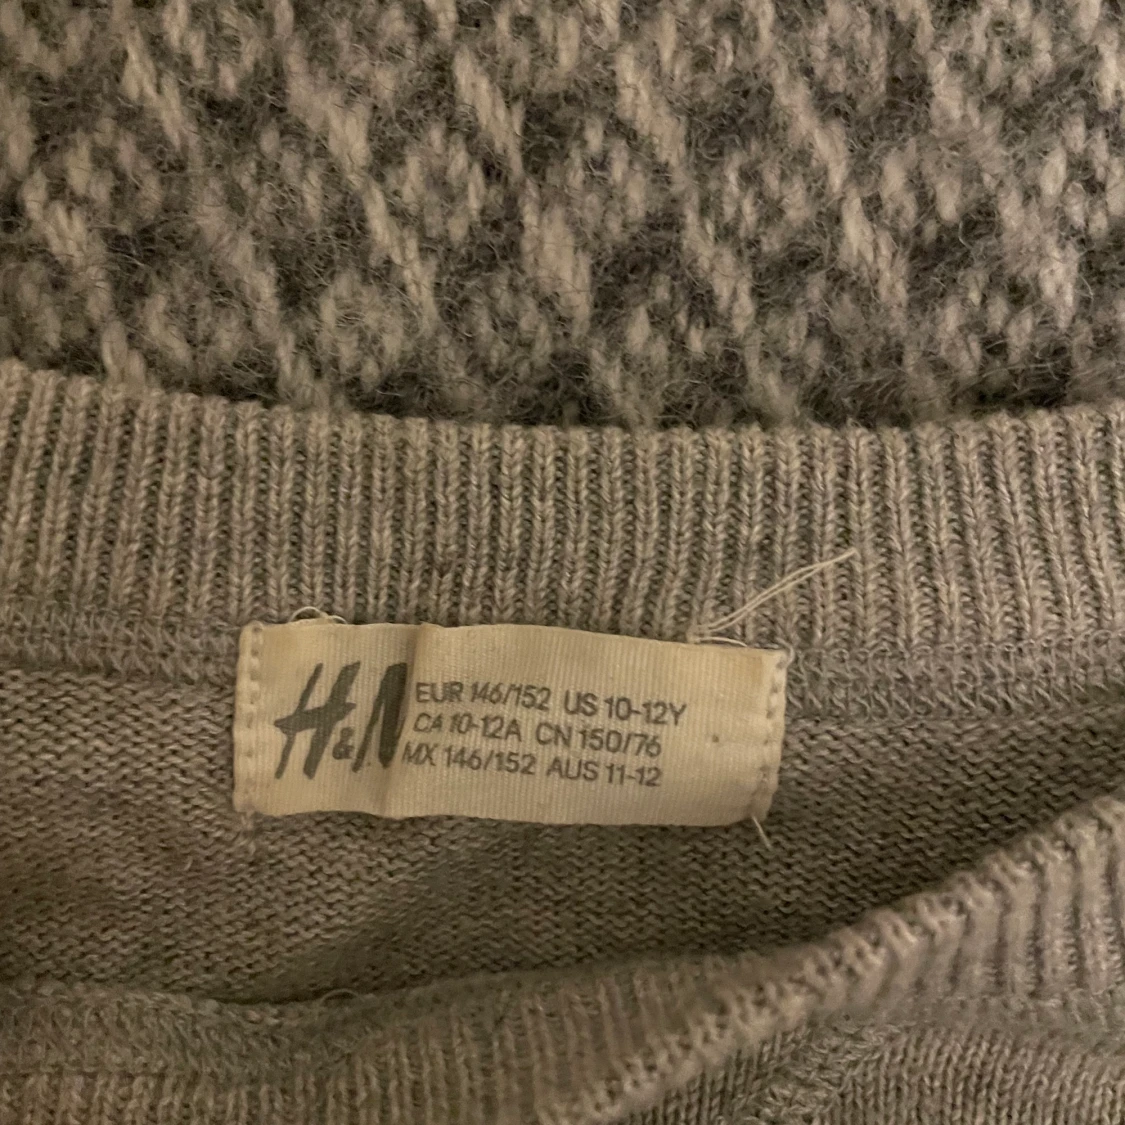 H&M
EUR 146/152 US 10-12Y
CA 10-12A CN 150/76
MX 146/152 AUS 11-12